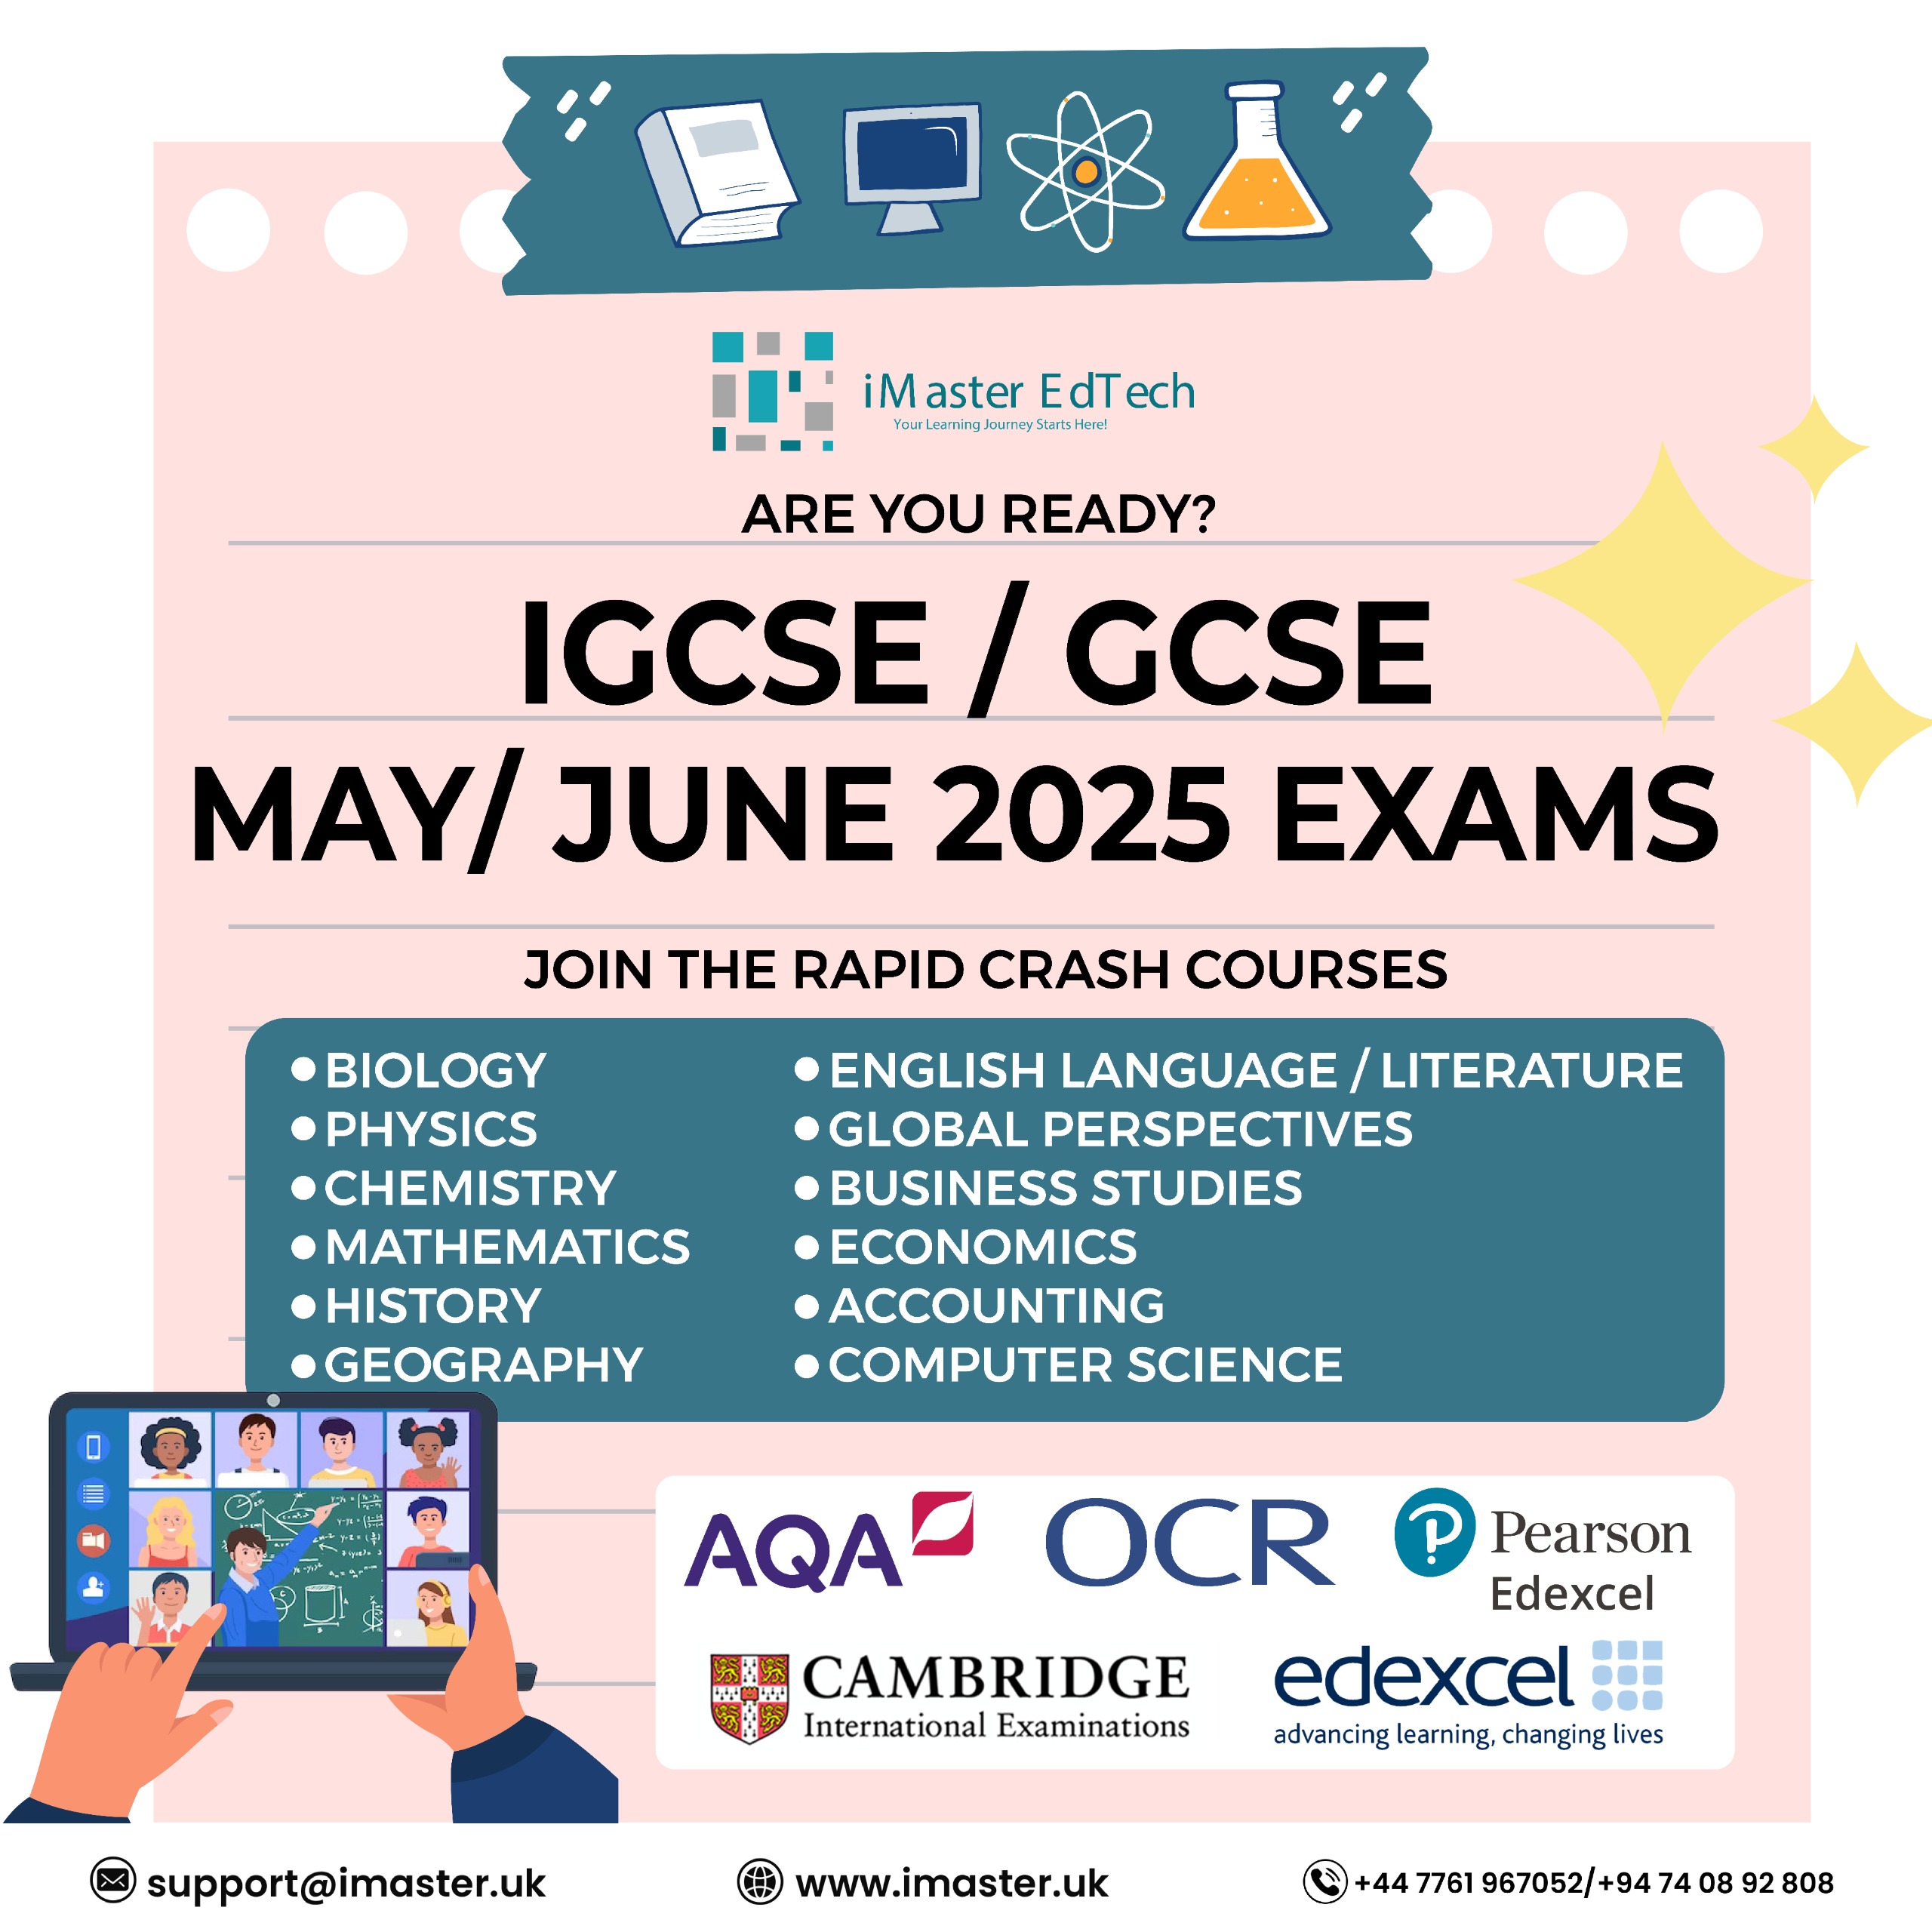 iMaster EdTech
Your Learning Journey Starts Here!
ARE YOU READY?
IGCSE / GCSE
MAY/ JUNE 2025 EXAMS
JOIN THE RAPID CRASH COURSES
BIOLOGY
PHYSICS
CHEMISTRY
MATHEMATICS
HISTORY
GEOGRAPHY
ENGLISH LANGUAGE / LITERATURE
GLOBAL PERSPECTIVES
BUSINESS STUDIES
ECONOMICS
ACCOUNTING
COMPUTER SCIENCE
AQA
OCR
Pearson
Edexcel
CAMBRIDGE
International Examinations
edexcel
advancing learning, changing lives
support@imaster.uk
www.imaster.uk
+44 7761 967052/+94 74 08 92 808